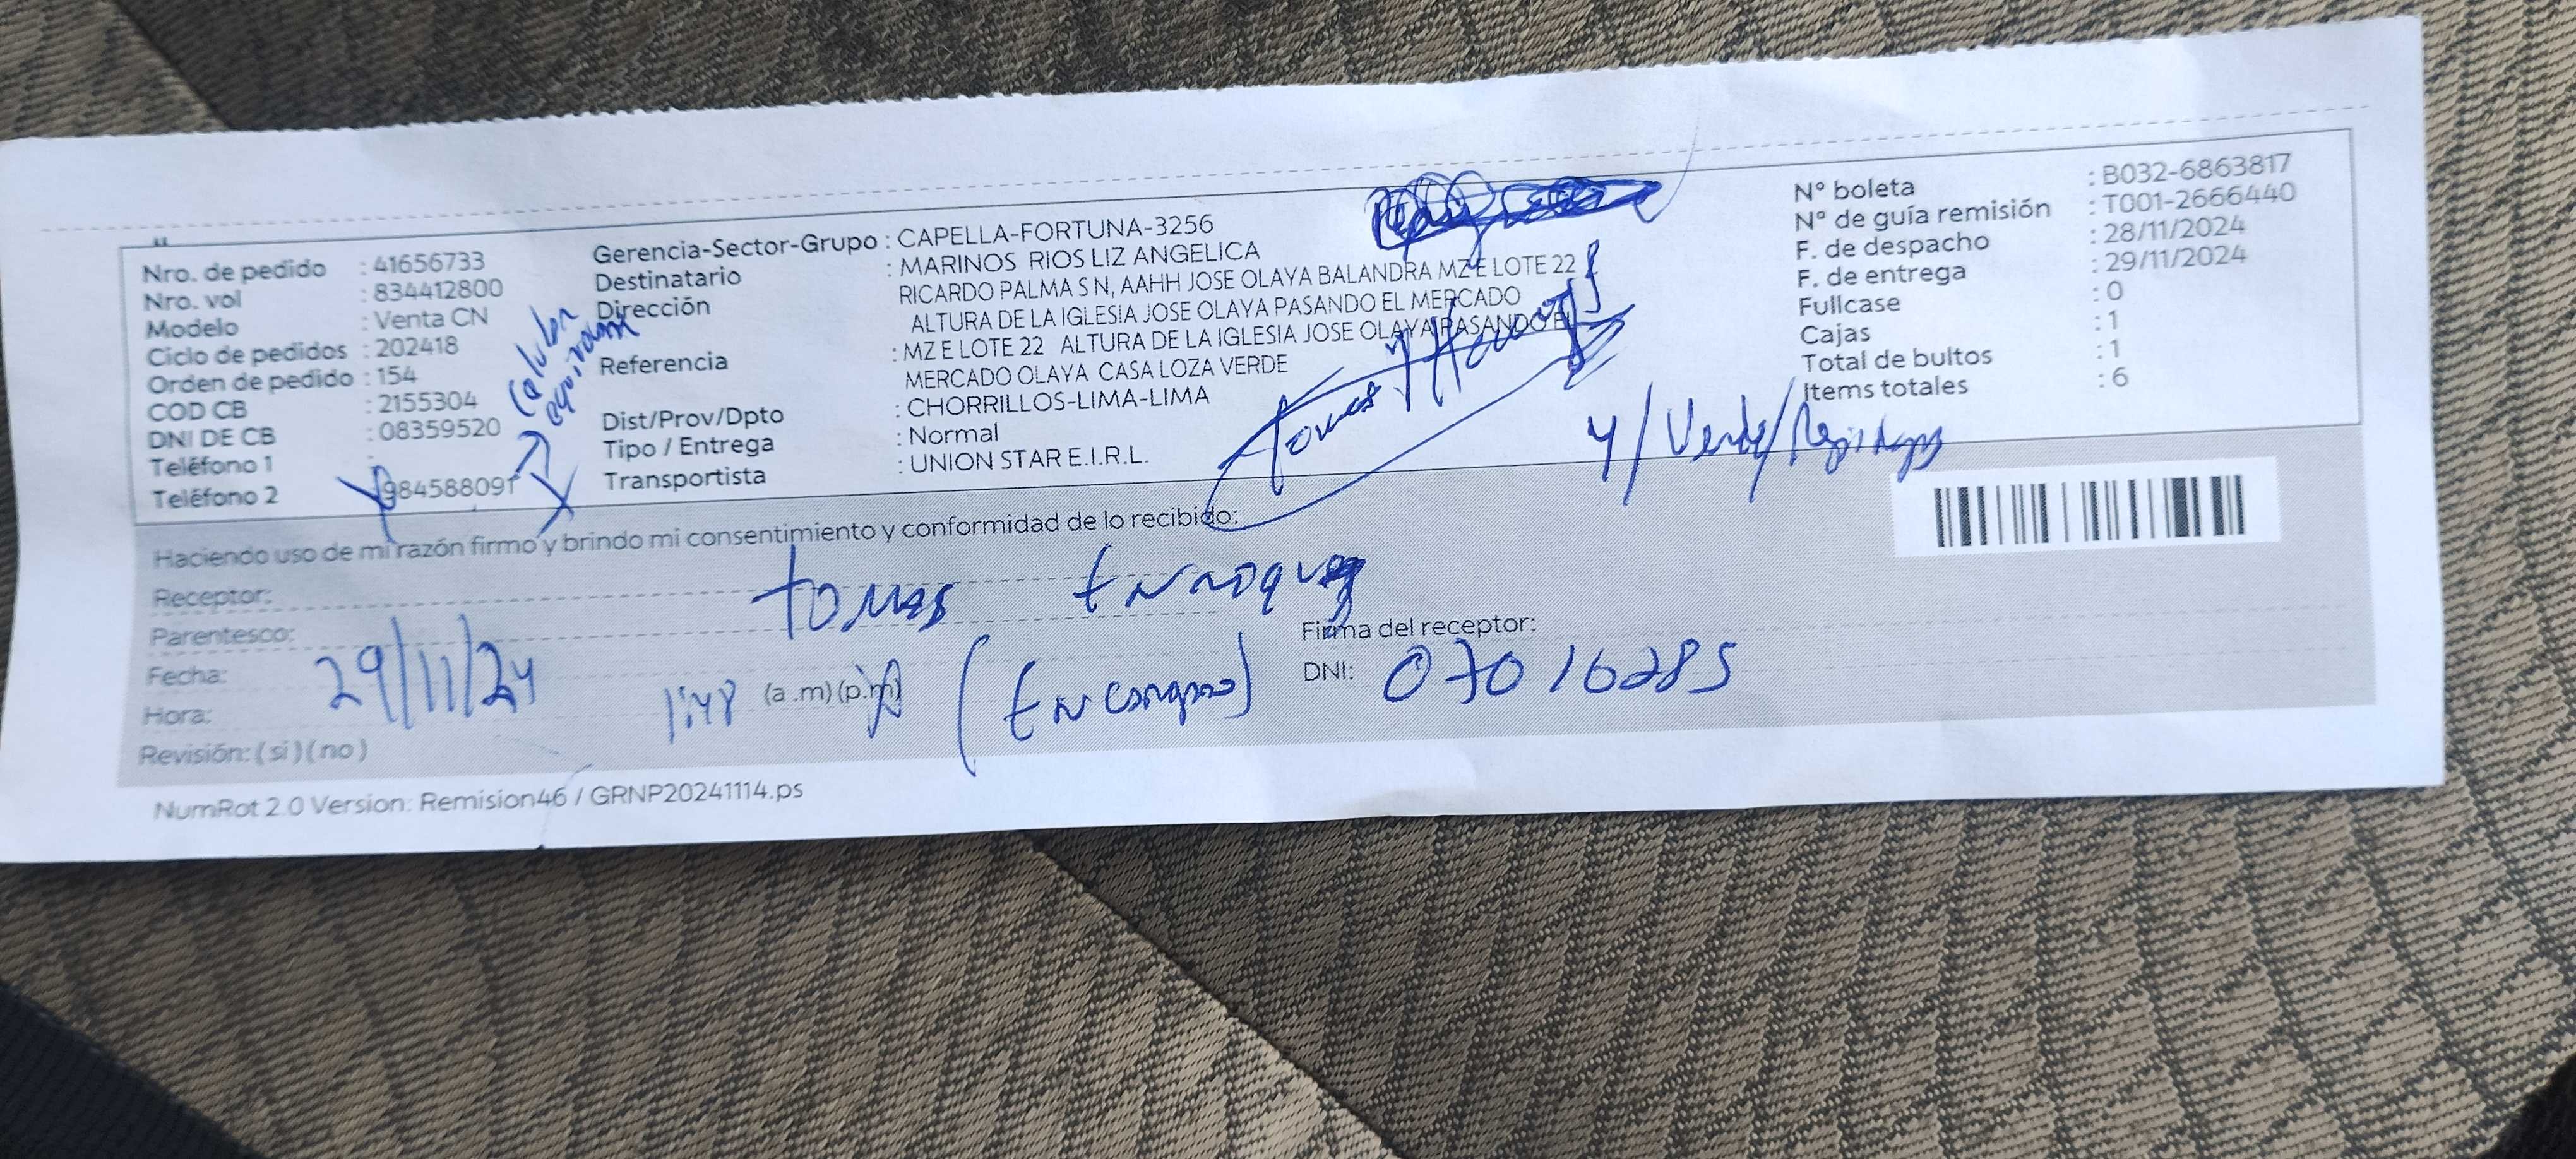 Nro. de pedido : 41656733
Nro. vol : 834412800
Modelo : Venta CN
Ciclo de pedidos : 202418
Orden de pedido : 154
COD CB : 2155304
DNI DE CB : 08359520
Teléfono 1 :
Teléfono 2 : 984588091
Gerencia-Sector-Grupo : CAPELLA-FORTUNA-3256
Destinatario : MARINOS RIOS LIZ ANGELICA
Dirección RICARDO PALMA S N, AAHH JOSE OLAYA BALANDRA MZ E LOTE 22
ALTURA DE LA IGLESIA JOSE OLAYA PASANDO EL MERCADO
Referencia : MZ E LOTE 22 ALTURA DE LA IGLESIA JOSE OLAYA PASANDO EL
MERCADO OLAYA CASA LOZA VERDE
Dist/Prov/Dpto : CHORRILLOS-LIMA-LIMA
Tipo / Entrega : Normal
Transportista : UNION STAR E.I.R.L.
N° boleta : B032-6863817
N° de guía remisión : T001-2666440
F. de despacho : 28/11/2024
F. de entrega : 29/11/2024
Fullcase : 0
Cajas : 1
Total de bultos : 1
Items totales : 6
4/Verde/
Haciendo uso de mi razón firmo y brindo mi consentimiento y conformidad de lo recibido:
Receptor: tomas
Parentesco:
Firma del receptor:
Fecha: 29/11/24
DNI: 07016285
Hora: 1:48 (a.m) (p.m)
Revisión: ( si ) ( no )
NumRot 2.0 Version: Remision46 / GRNP20241114.ps